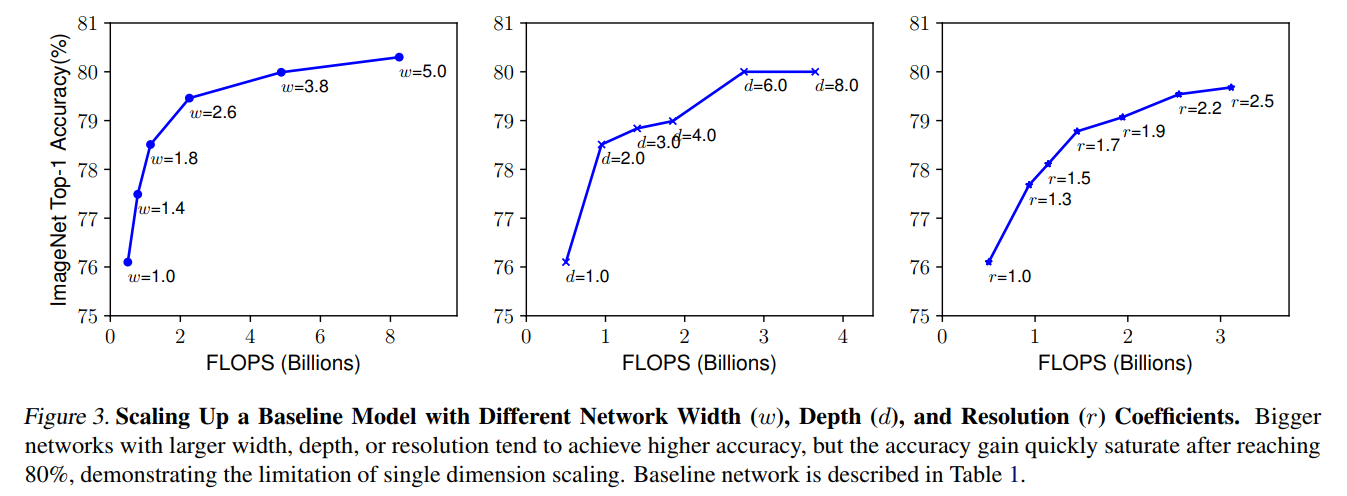 ImageNet Top-1 Accuracy(%)
81
80
79
78
77
76
75
w=1.0
w=1.4
w=1.8
w=2.6
w=3.8
w=5.0
0 2 4 6 8
FLOPS (Billions)
81
80
79
78
77
76
75
d=1.0
d=2.0
d=3.0
d=4.0
d=6.0
d=8.0
0 1 2 3 4
FLOPS (Billions)
81
80
79
78
77
76
75
r=1.0
r=1.3
r=1.5
r=1.7
r=1.9
r=2.2
r=2.5
0 1 2 3
FLOPS (Billions)
Figure 3. Scaling Up a Baseline Model with Different Network Width (w), Depth (d), and Resolution (r) Coefficients. Bigger
networks with larger width, depth, or resolution tend to achieve higher accuracy, but the accuracy gain quickly saturate after reaching
80%, demonstrating the limitation of single dimension scaling. Baseline network is described in Table 1.